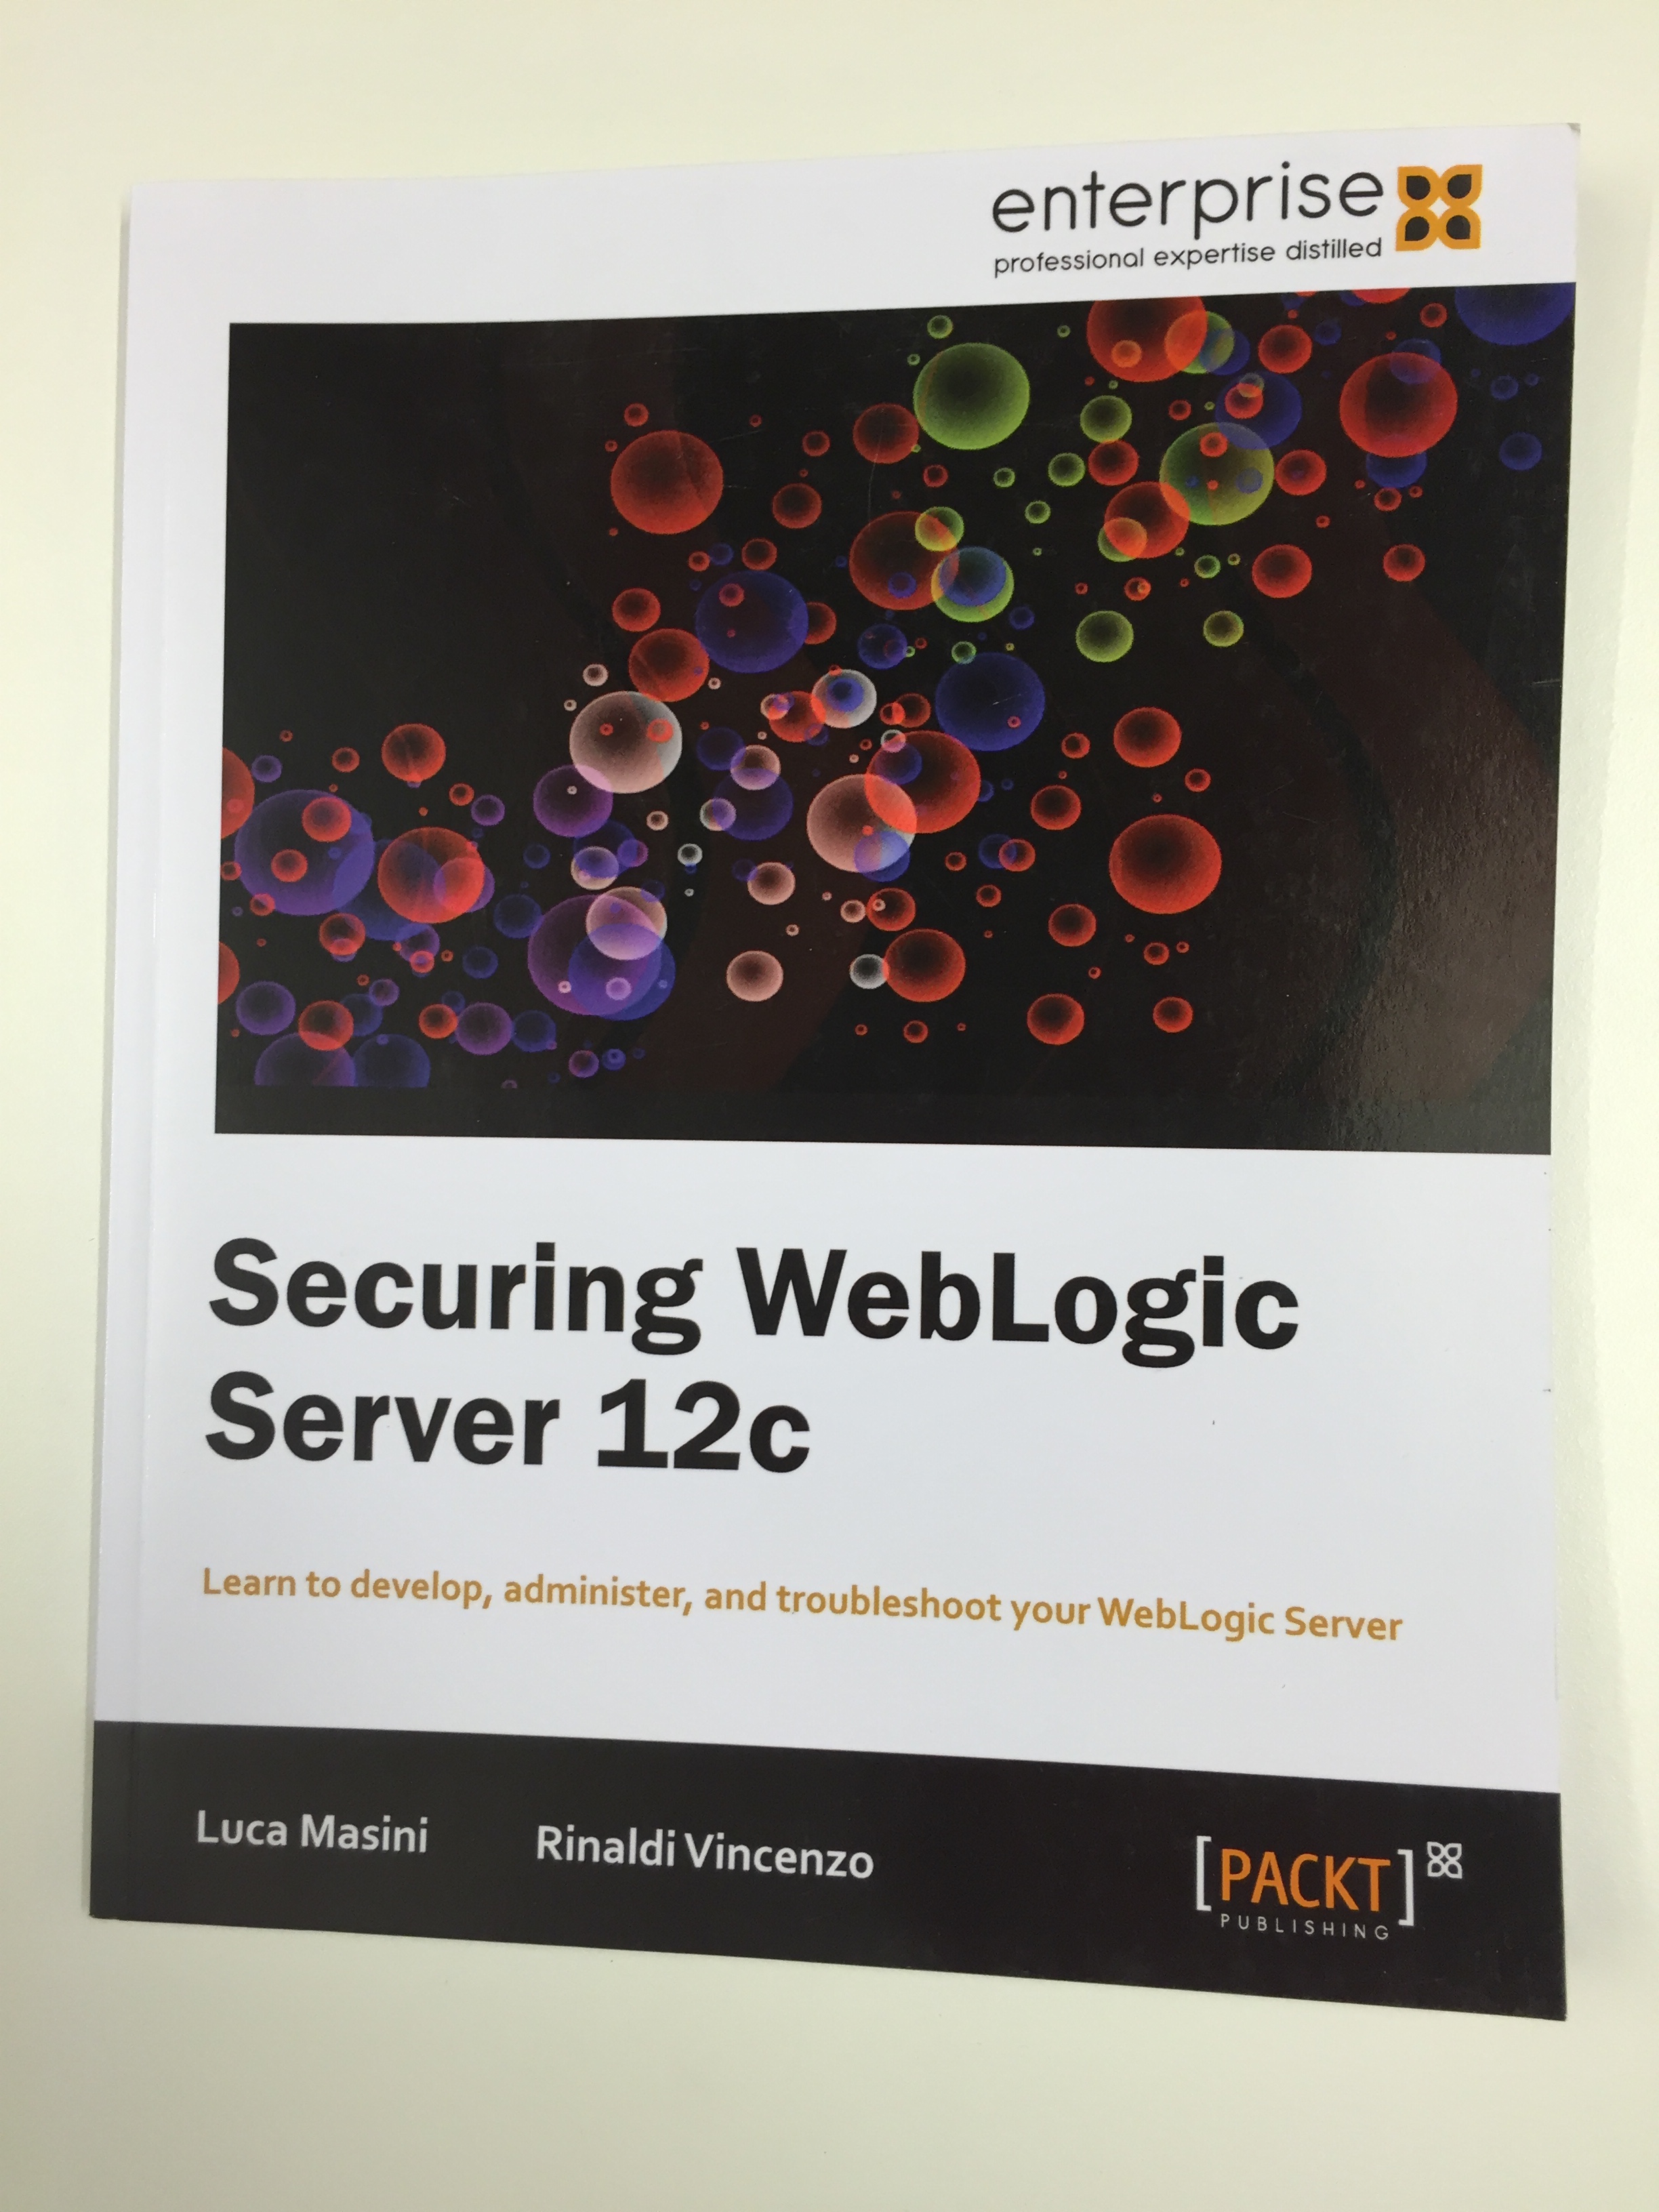 enterprise
professional expertise distilled
Securing WebLogic
Server 12c
Learn to develop, administer, and troubleshoot your WebLogic Server
Luca Masini
Rinaldi Vincenzo
[PACKT]
PUBLISHING